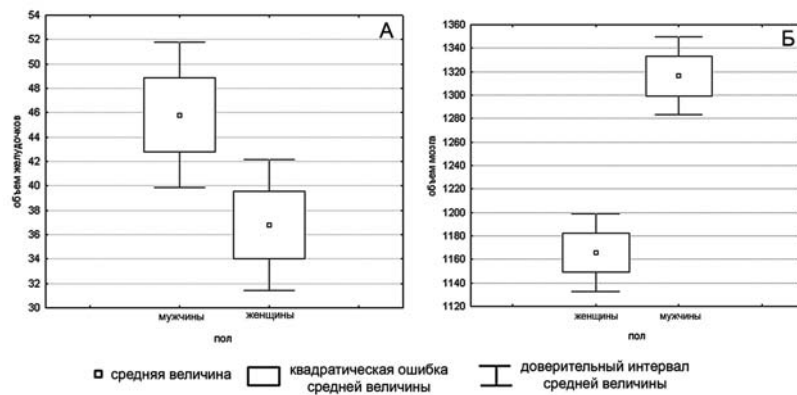 А
54
52
50
48
46
44
42
40
38
36
34
32
30
объем желудочков
мужчины женщины
пол
Б
1360
1340
1320
1300
1280
1260
1240
1220
1200
1180
1160
1140
1120
объем мозга
женщины мужчины
пол
средняя величина
квадратическая ошибка
средней величины
доверительный интервал
средней величины